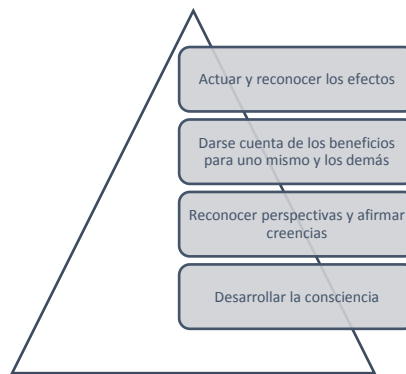 Actuar y reconocer los efectos
Darse cuenta de los beneficios
para uno mismo y los demás
Reconocer perspectivas y afirmar
creencias
Desarrollar la consciencia